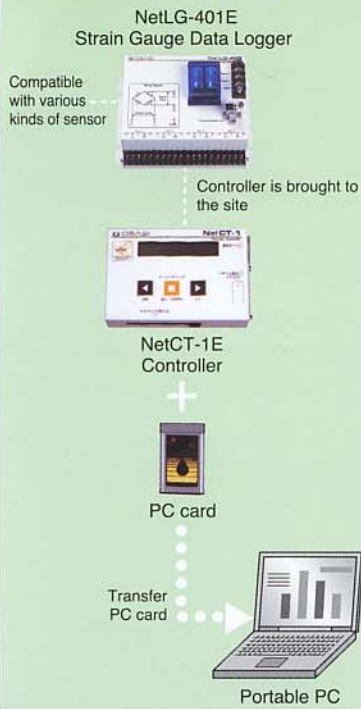 NetLG-401E
Strain Gauge Data Logger
Compatible
with various
kinds of sensor
Controller is brought to
the site
OSASI
NetCT-1
NetCT-1E
Controller
PC card
Transfer
PC card
Portable PC